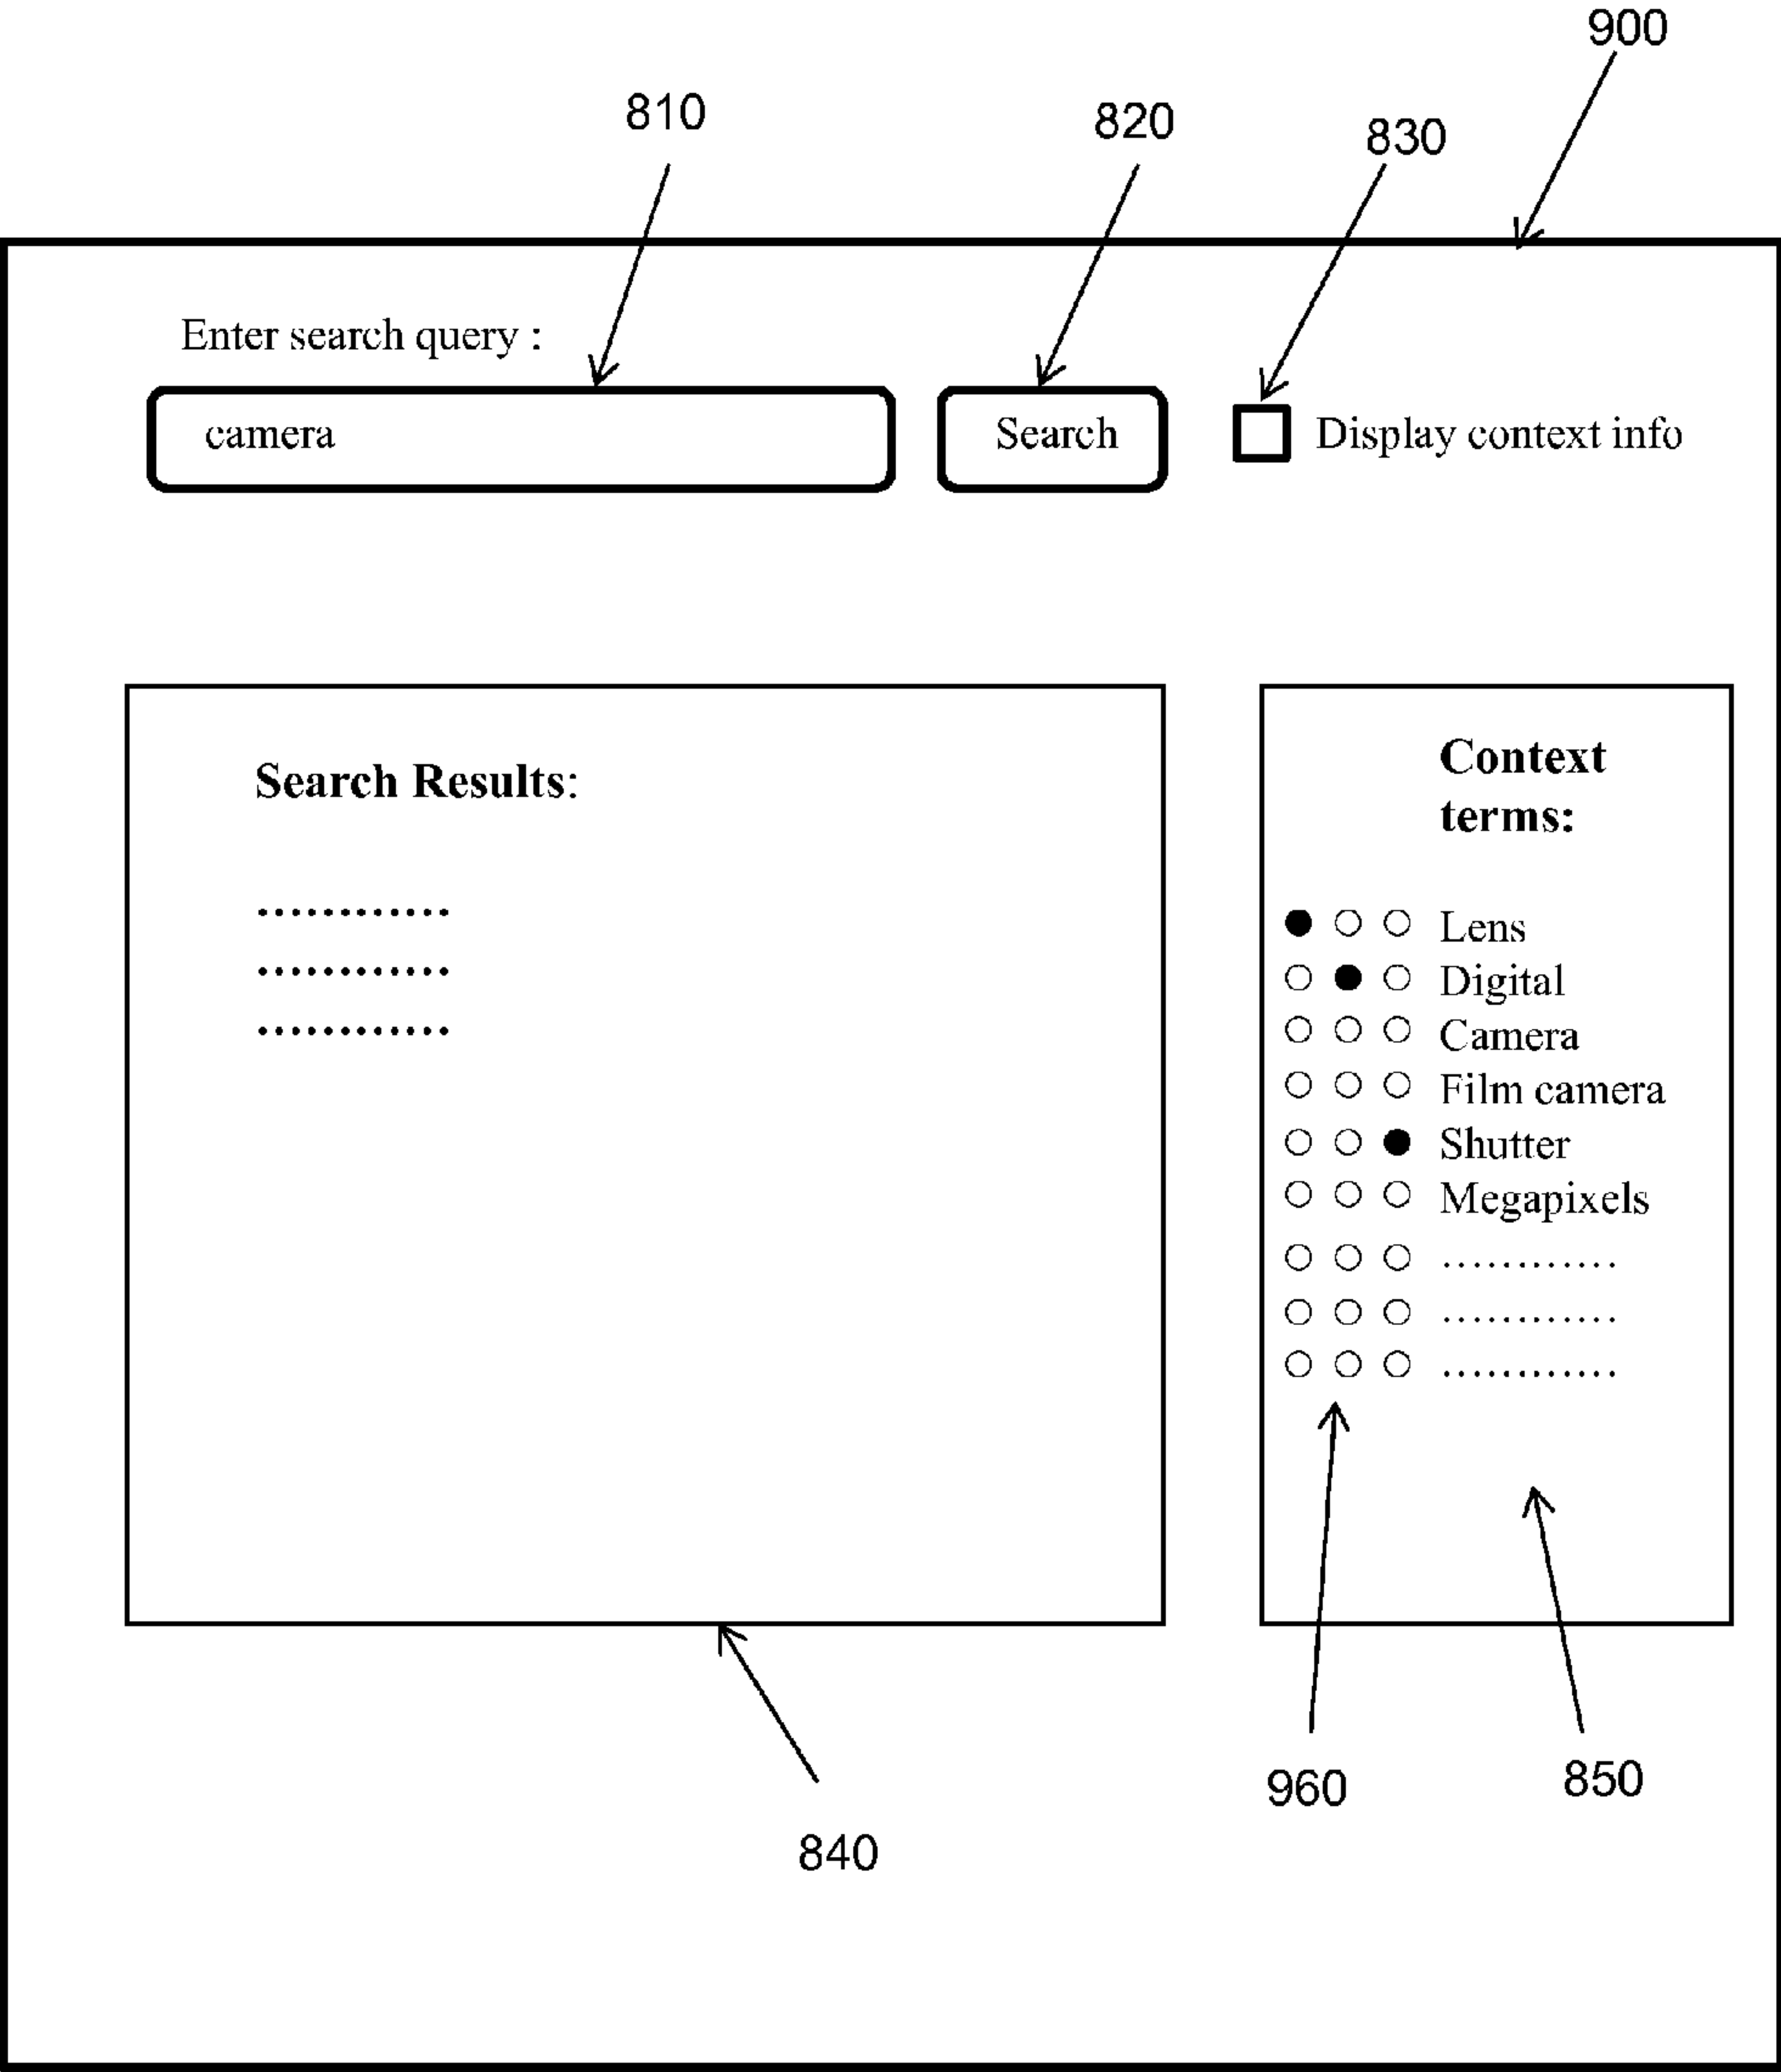 900
810
820
830
Enter search query :
camera
Search
Display context info
Search Results:
............
............
............
Context
terms:
Lens
Digital
Camera
Film camera
Shutter
Megapixels
............
............
............
960
850
840